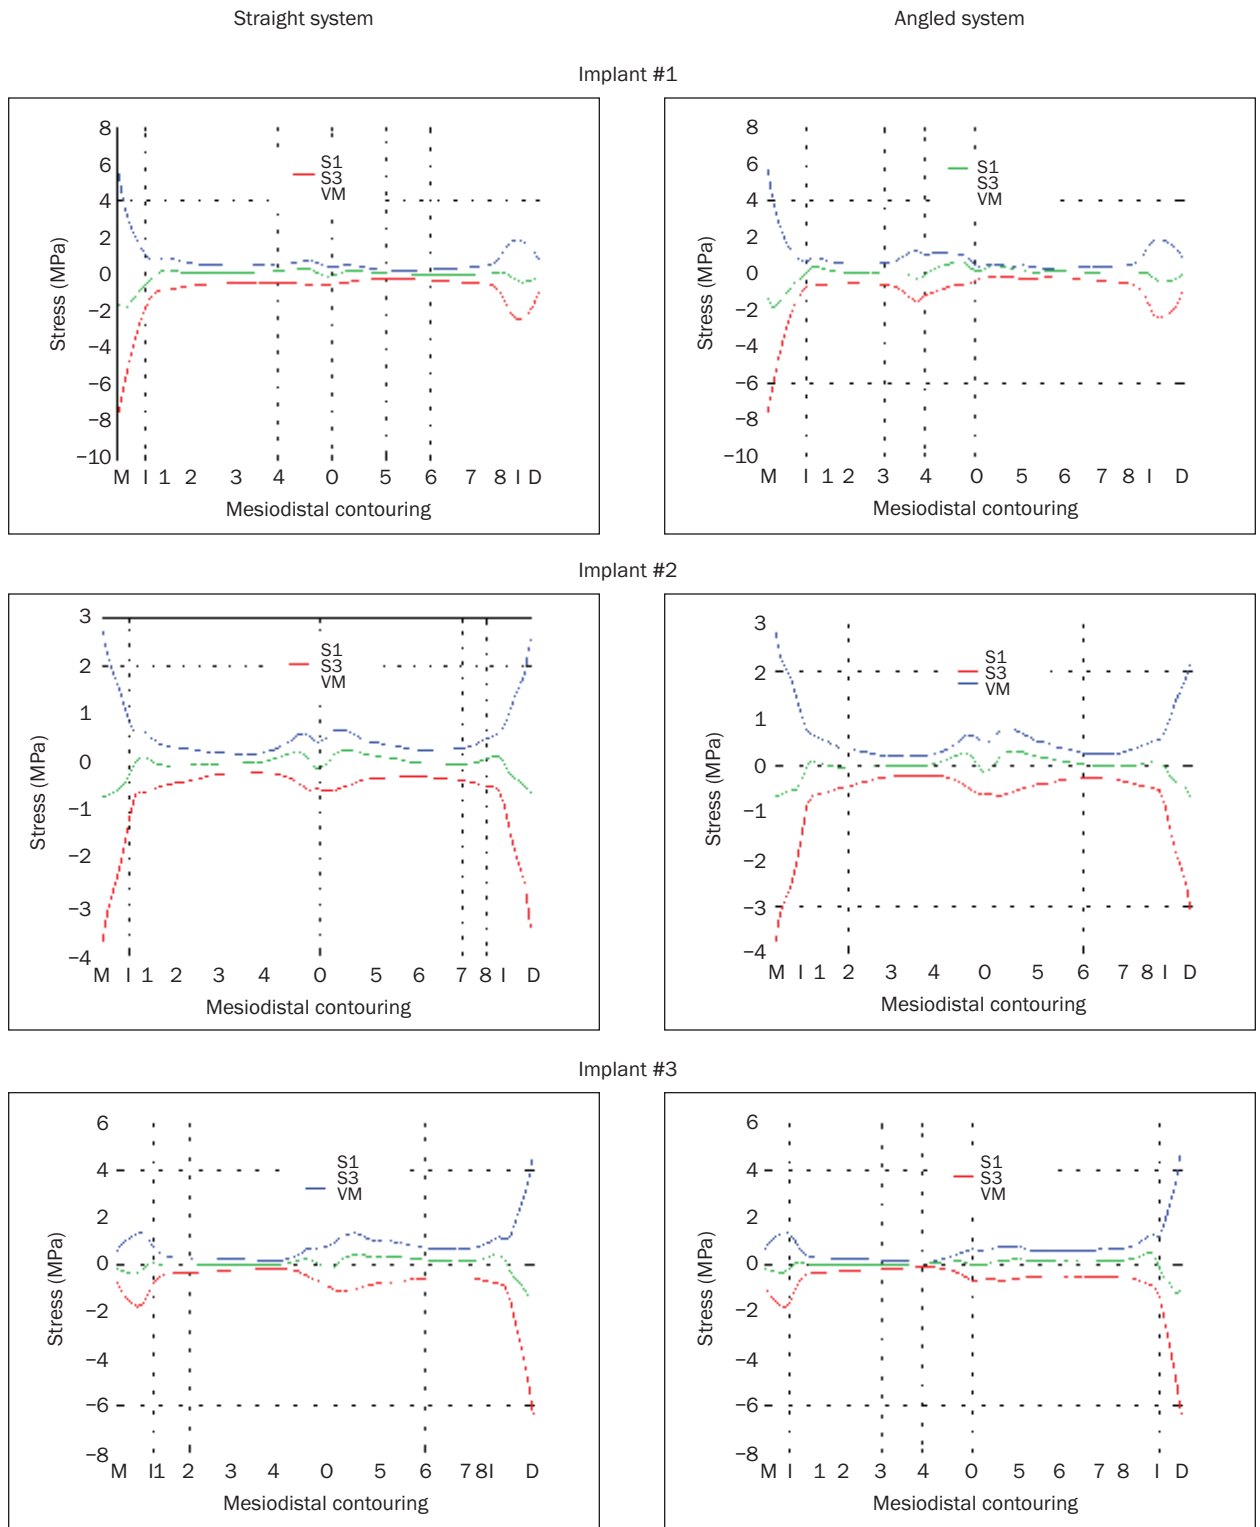 Straight system
Angled system
Implant #1
8
6
4
2
0
−2
−4
−6
−8
−10
Stress (MPa)
S1
S3
VM
M I 1 2 3 4 0 5 6 7 8 I D
Mesiodistal contouring
8
6
4
2
0
−2
−4
−6
−8
−10
Stress (MPa)
S1
S3
VM
M I 1 2 3 4 0 5 6 7 8 I D
Mesiodistal contouring
Implant #2
3
2
1
0
−1
−2
−3
−4
Stress (MPa)
S1
S3
VM
M I 1 2 3 4 0 5 6 7 8 I D
Mesiodistal contouring
3
2
1
0
−1
−2
−3
−4
Stress (MPa)
S1
S3
VM
M I 1 2 3 4 0 5 6 7 8 I D
Mesiodistal contouring
Implant #3
6
4
2
0
−2
−4
−6
−8
Stress (MPa)
S1
S3
VM
M I1 2 3 4 0 5 6 7 8I D
Mesiodistal contouring
6
4
2
0
−2
−4
−6
−8
Stress (MPa)
S1
S3
VM
M I 1 2 3 4 0 5 6 7 8 I D
Mesiodistal contouring